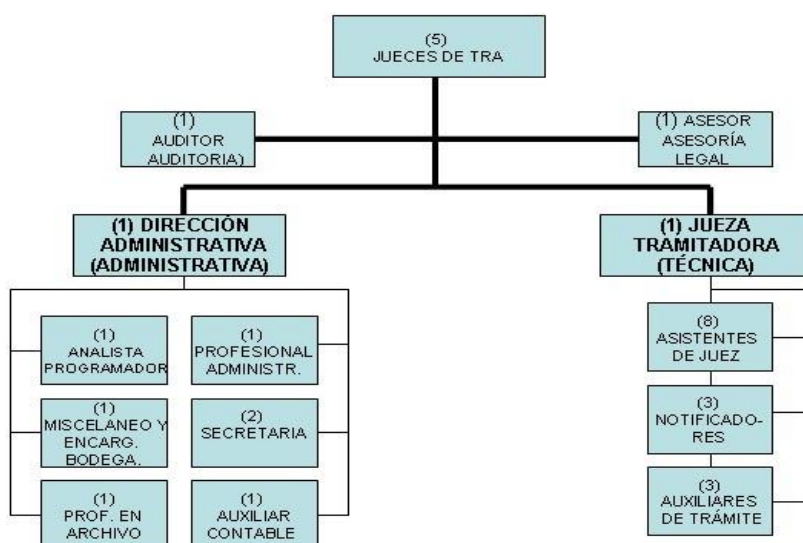 (5)
JUECES DE TRA
(1)
AUDITOR
AUDITORIA)
(1) ASESOR
ASESORÍA
LEGAL
(1) DIRECCIÓN
ADMINISTRATIVA
(ADMINISTRATIVA)
(1) JUEZA
TRAMITADORA
(TÉCNICA)
(1)
ANALISTA
PROGRAMADOR
(1)
PROFESIONAL
ADMINISTR.
(8)
ASISTENTES
DE JUEZ
(1)
MISCELANEO Y
ENCARG.
BODEGA.
(2)
SECRETARIA
(3)
NOTIFICADO-
RES
(1)
PROF. EN
ARCHIVO
(1)
AUXILIAR
CONTABLE
(3)
AUXILIARES
DE TRÁMITE